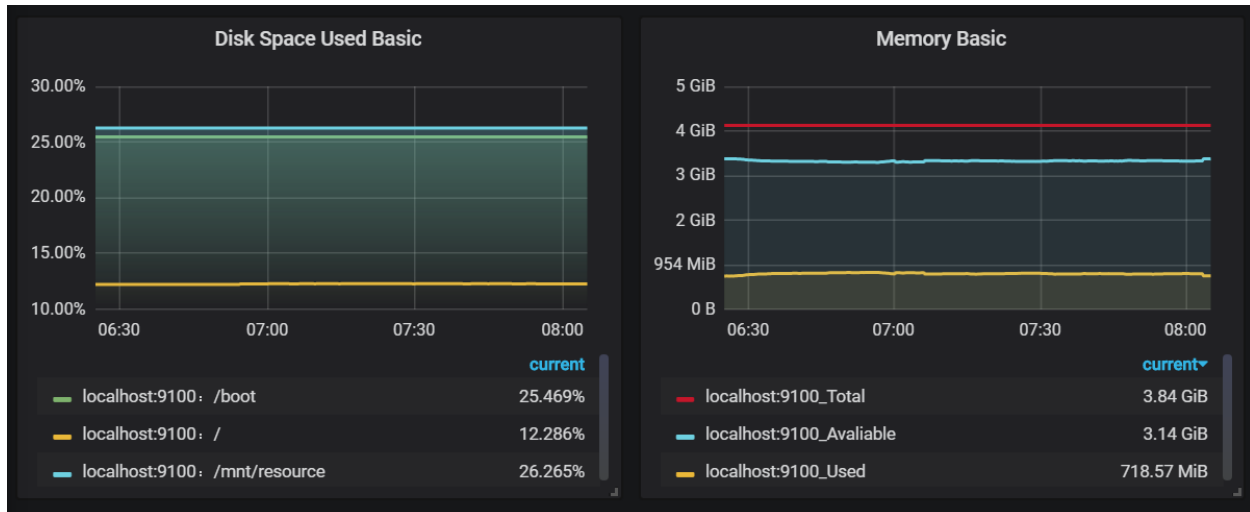 Disk Space Used Basic
30.00%
25.00%
20.00%
15.00%
10.00%
06:30 07:00 07:30 08:00
current
localhost:9100：/boot 25.469%
localhost:9100：/ 12.286%
localhost:9100：/mnt/resource 26.265%
Memory Basic
5 GiB
4 GiB
3 GiB
2 GiB
954 MiB
0 B
06:30 07:00 07:30 08:00
current
localhost:9100_Total 3.84 GiB
localhost:9100_Avaliable 3.14 GiB
localhost:9100_Used 718.57 MiB